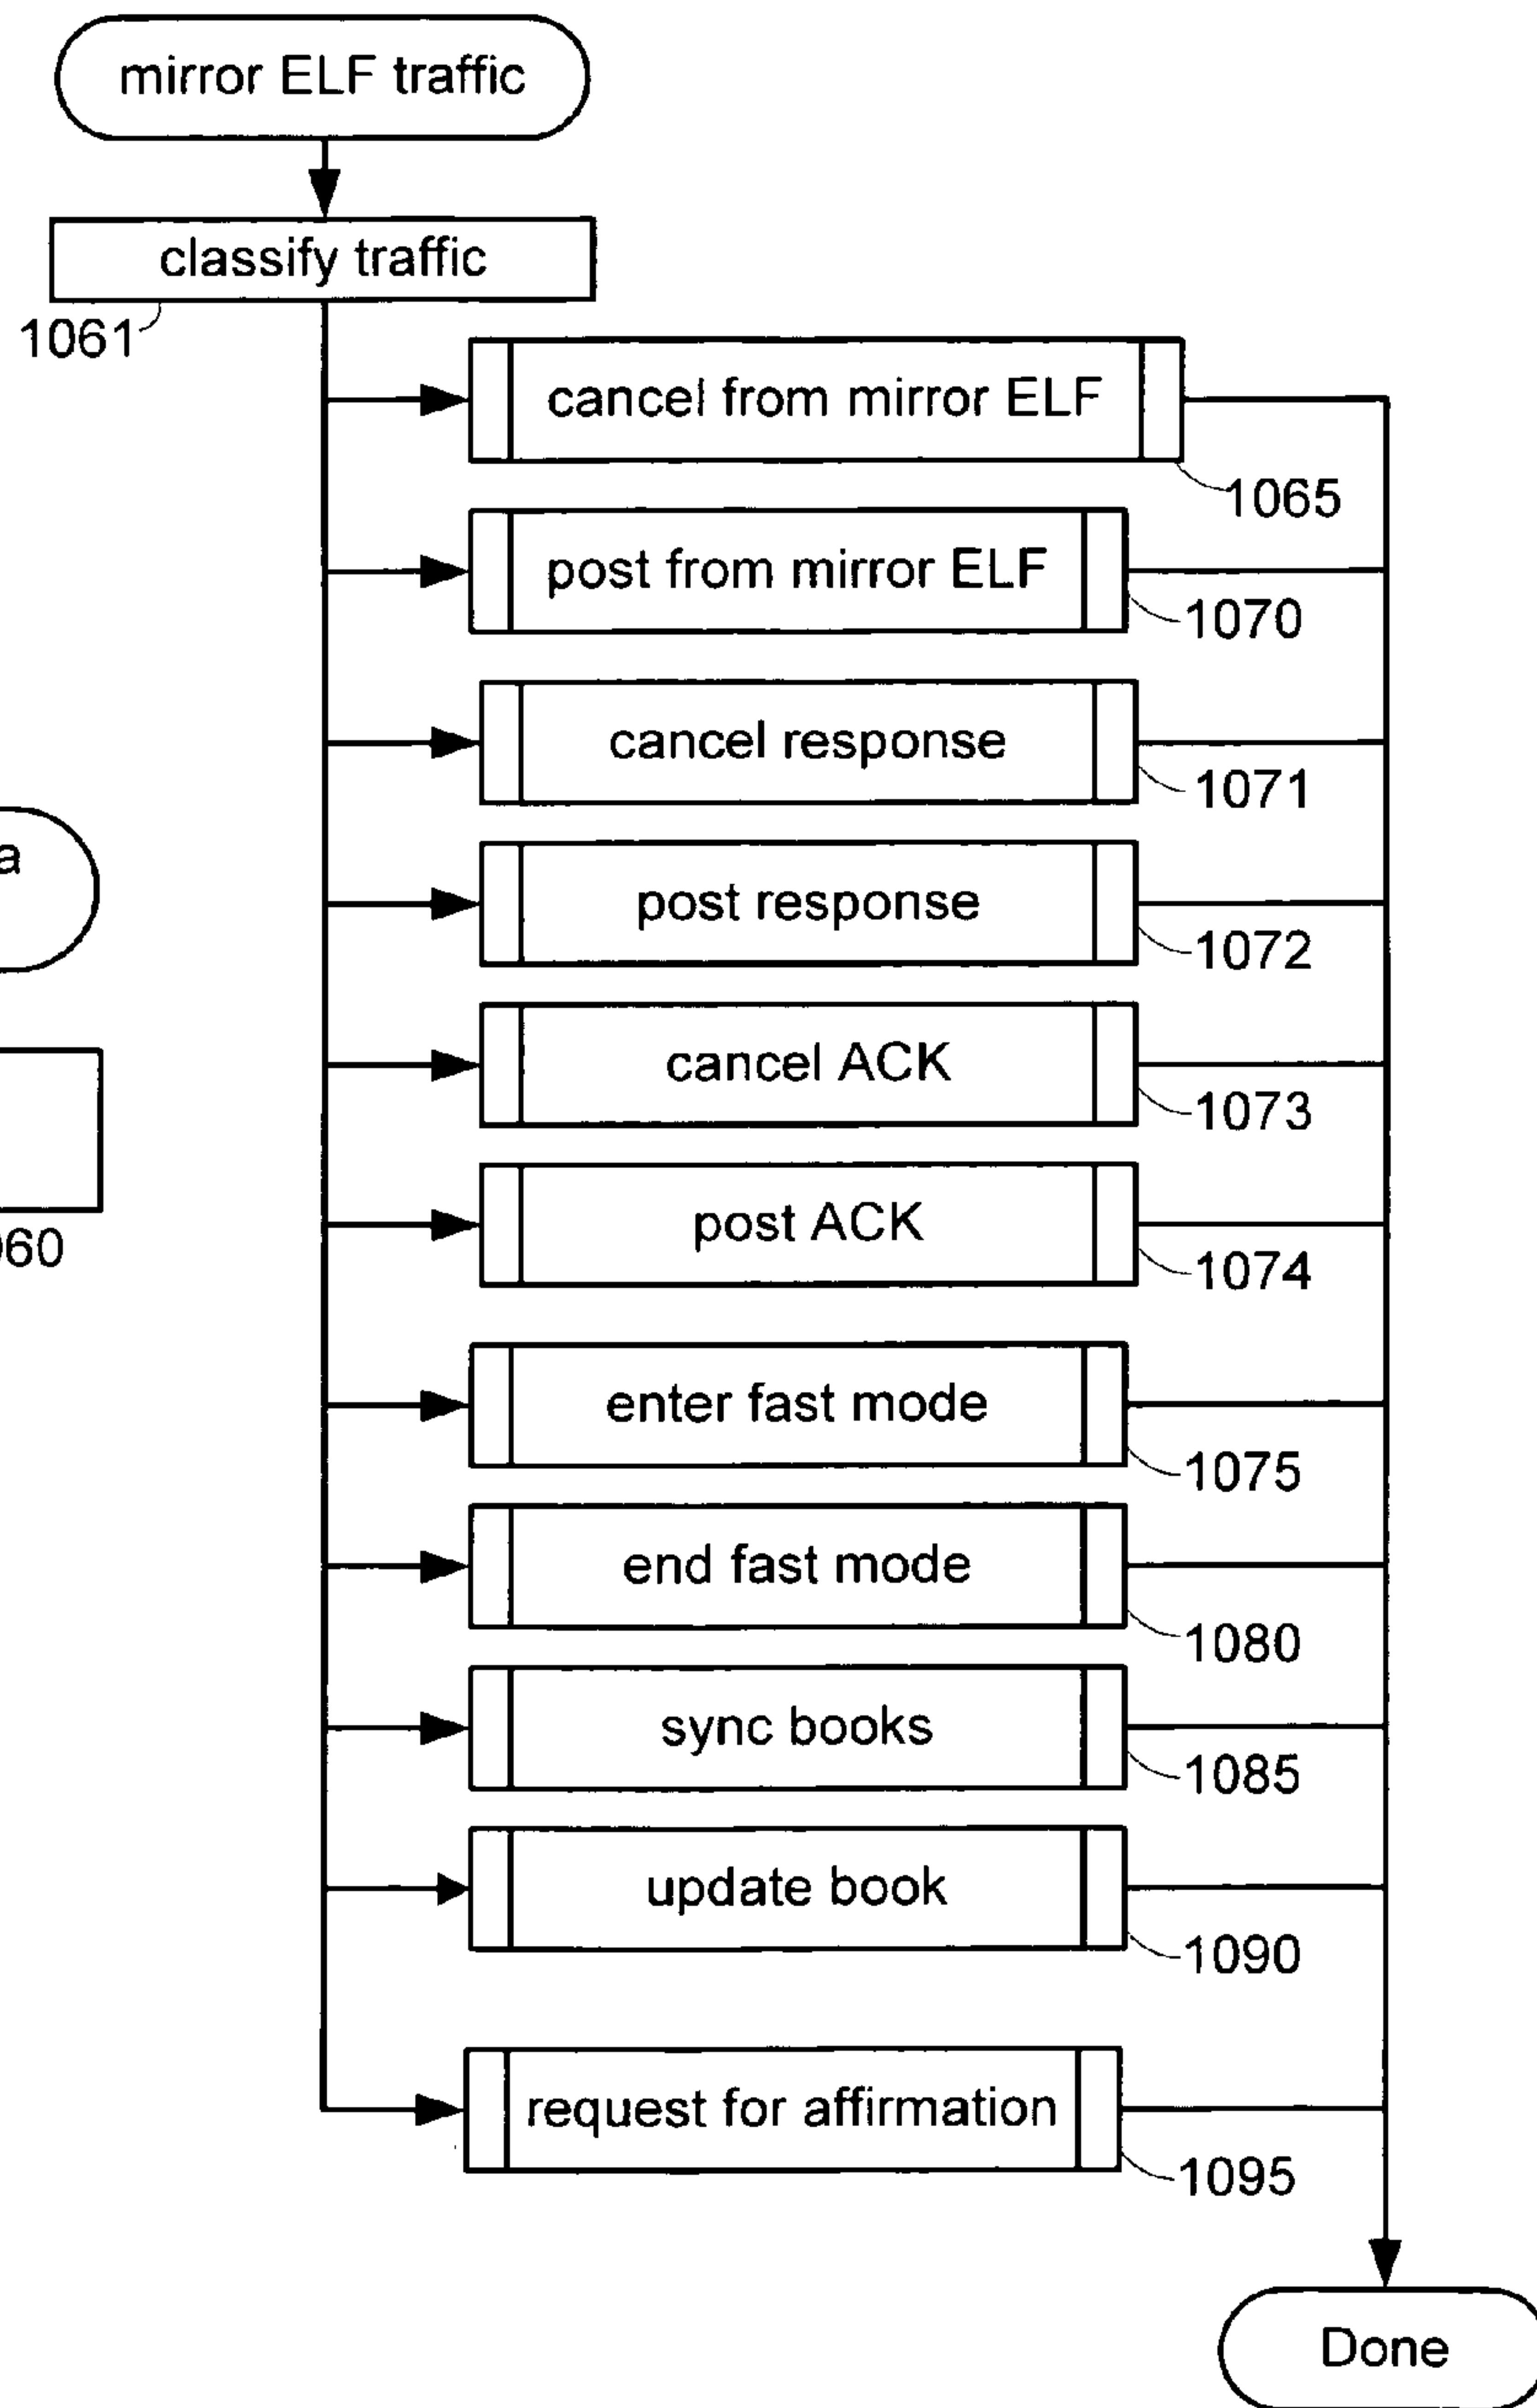 mirror ELF traffic
classify traffic
1061
cancel from mirror ELF
1065
post from mirror ELF
1070
cancel response
1071
post response
1072
a
cancel ACK
1073
post ACK
1074
60
enter fast mode
1075
end fast mode
1080
sync books
1085
update book
1090
request for affirmation
1095
Done